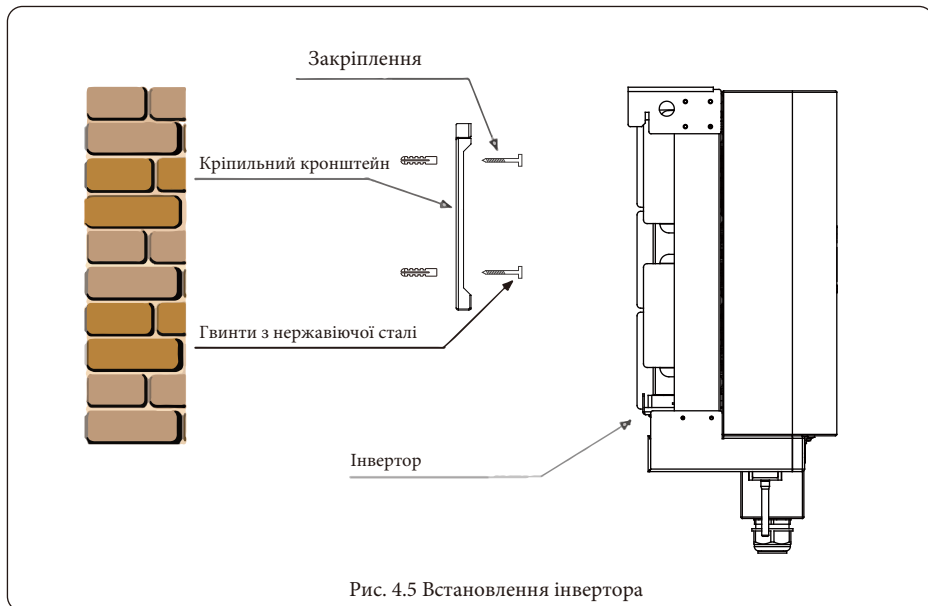 Закріплення
Кріпильний кронштейн
Гвинти з нержавіючої сталі
Інвертор
Рис. 4.5 Встановлення інвертора